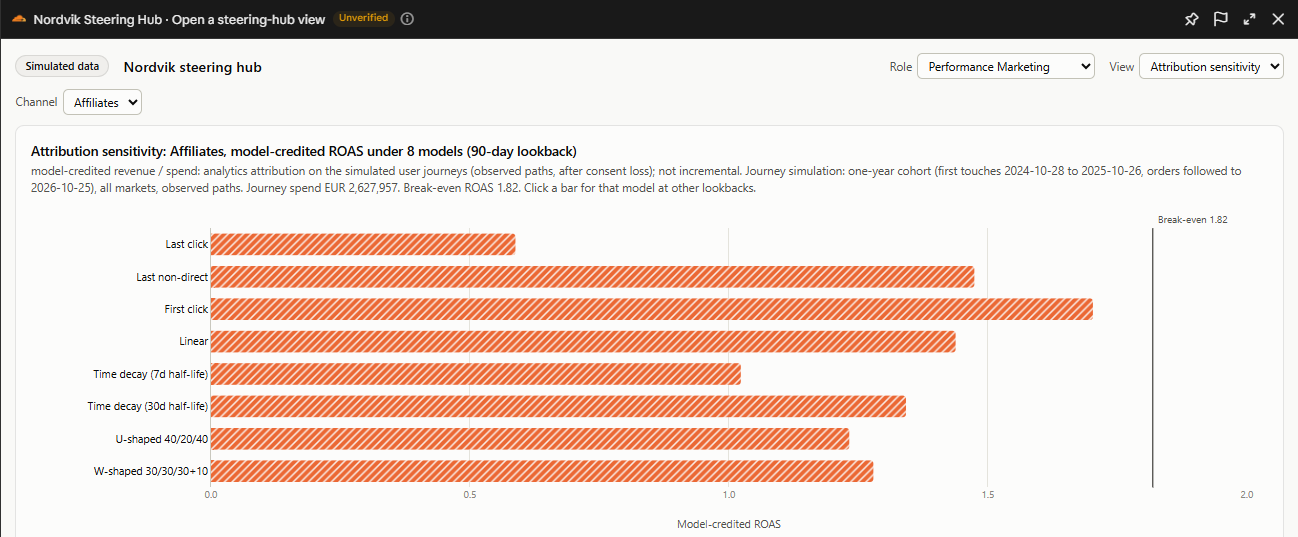 Nordvik Steering Hub · Open a steering-hub view Unverified
Simulated data Nordvik steering hub Role Performance Marketing View Attribution sensitivity
Channel Affiliates
Attribution sensitivity: Affiliates, model-credited ROAS under 8 models (90-day lookback)
model-credited revenue / spend: analytics attribution on the simulated user journeys (observed paths, after consent loss); not incremental. Journey simulation: one-year cohort (first touches 2024-10-28 to 2025-10-26, orders followed to
2026-10-25), all markets, observed paths. Journey spend EUR 2,627,957. Break-even ROAS 1.82. Click a bar for that model at other lookbacks.
Break-even 1.82
Last click
Last non-direct
First click
Linear
Time decay (7d half-life)
Time decay (30d half-life)
U-shaped 40/20/40
W-shaped 30/30/30+10
0.0 0.5 1.0 1.5 2.0
Model-credited ROAS